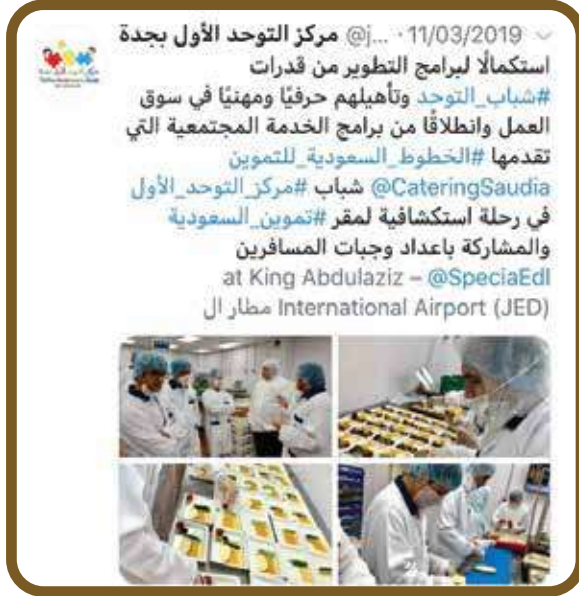 مركز التوحد الأول بجدة @j... · 11/03/2019
استكمالًا لبرامج التطوير من قدرات
#شباب_التوحد وتأهيلهم حرفيًا ومهنيًا في سوق
العمل وانطلاقًا من برامج الخدمة المجتمعية التي
تقدمها #الخطوط_السعودية_للتموين
@CateringSaudia شباب #مركز_التوحد_الأول
في رحلة استكشافية لمقر #تموين_السعودية
والمشاركة باعداد وجبات المسافرين
at King Abdulaziz – @SpeciaEdl
International Airport (JED) مطار ال